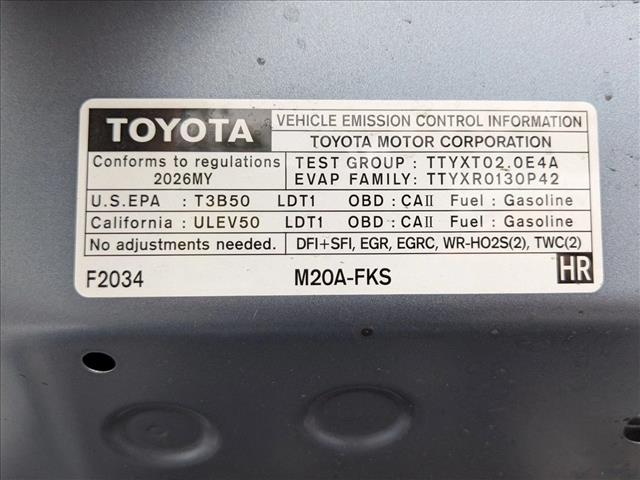 TOYOTA
VEHICLE EMISSION CONTROL INFORMATION
TOYOTA MOTOR CORPORATION
Conforms to regulations
2026MY
TEST GROUP : TTYXT02.0E4A
EVAP FAMILY: TTYXR0130P42
U.S.EPA : T3B50 LDT1 OBD : CAII Fuel : Gasoline
California : ULEV50 LDT1 OBD : CAII Fuel : Gasoline
No adjustments needed. DFI+SFI, EGR, EGRC, WR-HO2S(2), TWC(2)
F2034 M20A-FKS HR